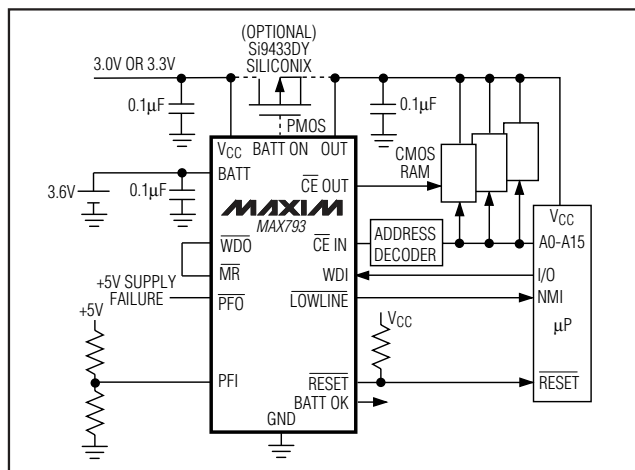 (OPTIONAL)
Si9433DY
SILICONIX
3.0V OR 3.3V
0.1µF
0.1µF
PMOS
VCC
BATT ON
OUT
BATT
3.6V
0.1µF
CE OUT
CMOS
RAM
MAXIM
MAX793
VCC
WDO
CE IN
ADDRESS
DECODER
A0-A15
MR
WDI
I/O
+5V SUPPLY
FAILURE
PFO
LOWLINE
NMI
+5V
VCC
µP
PFI
RESET
RESET
BATT OK
GND